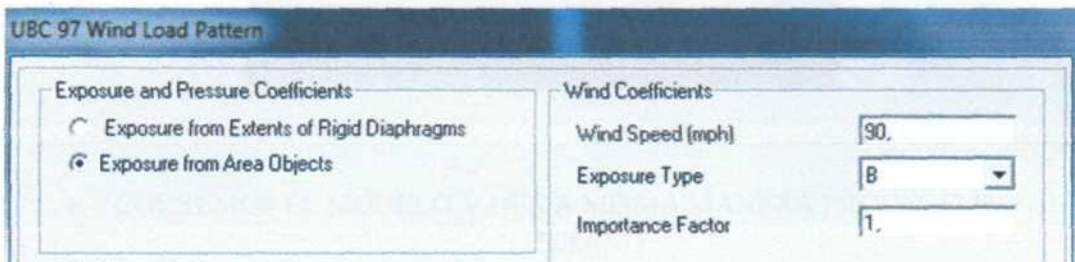 UBC 97 Wind Load Pattern
Exposure and Pressure Coefficients
Exposure from Extents of Rigid Diaphragms
Exposure from Area Objects
Wind Coefficients
Wind Speed (mph)
90,
Exposure Type
B
Importance Factor
1,